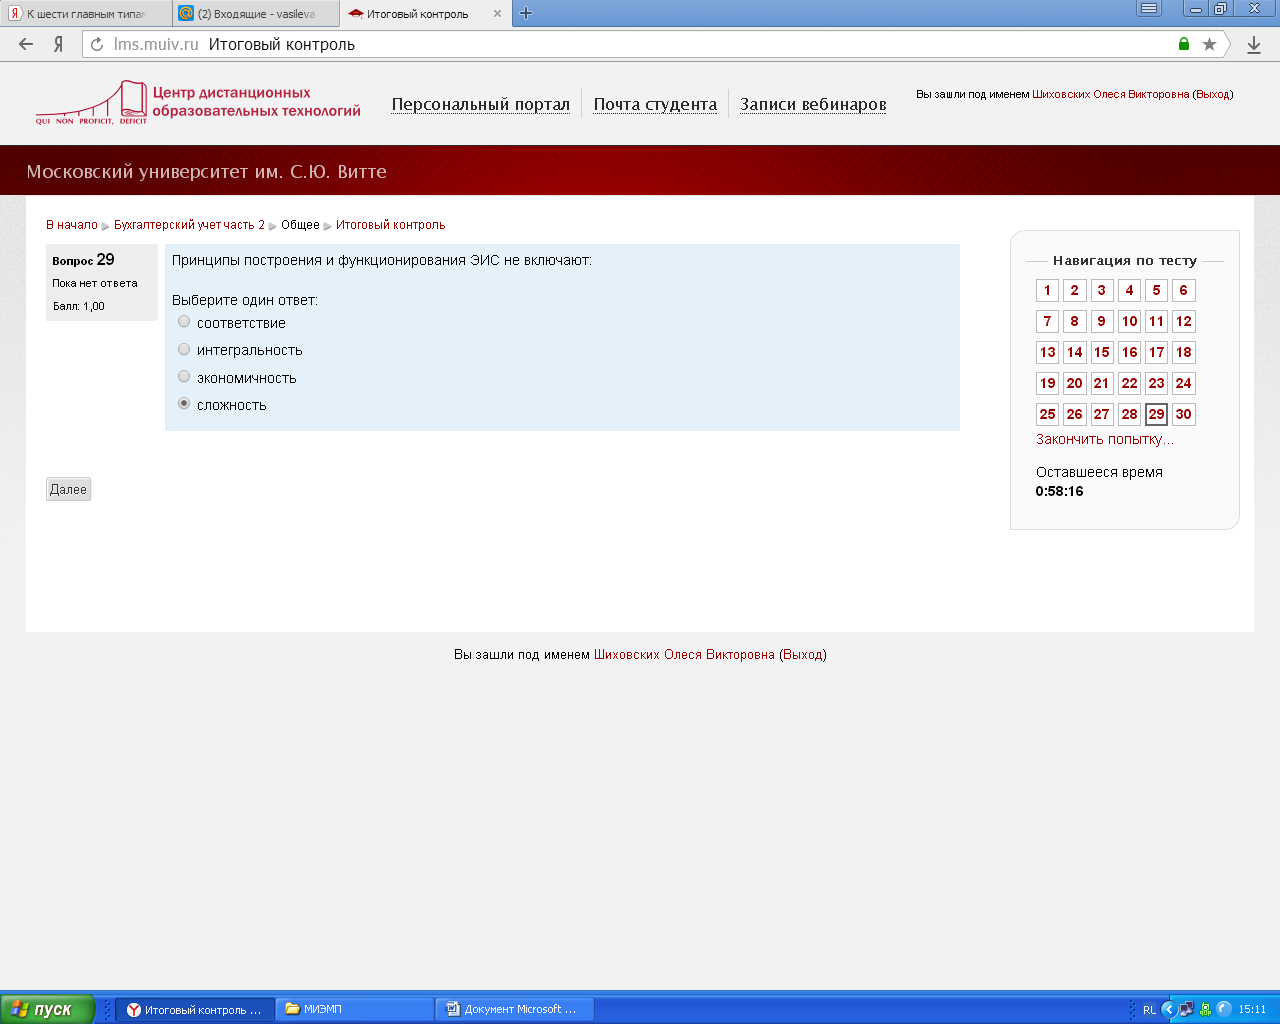 К шести главным типам
(2) Входящие - vasileva
Итоговый контроль
lms.muiv.ru Итоговый контроль
Центр дистанционных
образовательных технологий
QUI NON PROFICIT, DEFICIT
Персональный портал
Почта студента
Записи вебинаров
Вы зашли под именем Шиховских Олеся Викторовна (Выход)
Московский университет им. С.Ю. Витте
В начало
Бухгалтерский учет часть 2
Общее
Итоговый контроль
Вопрос 29
Пока нет ответа
Балл: 1,00
Принципы построения и функционирования ЭИС не включают:
Выберите один ответ:
соответствие
интегральность
экономичность
сложность
Далее
Навигация по тесту
1 2 3 4 5 6
7 8 9 10 11 12
13 14 15 16 17 18
19 20 21 22 23 24
25 26 27 28 29 30
Закончить попытку...
Оставшееся время
0:58:16
Вы зашли под именем Шиховских Олеся Викторовна (Выход)
пуск
Итоговый контроль ...
МИЭМП
Документ Microsoft ...
RL
15:11